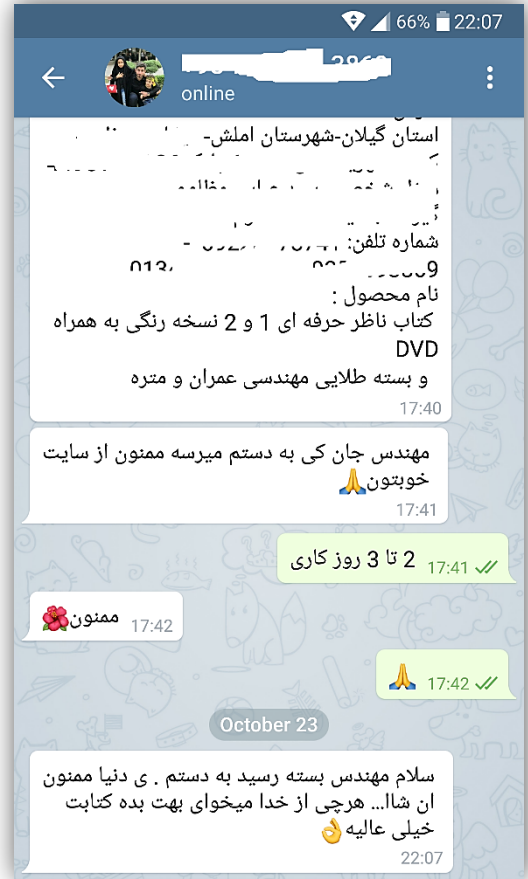 66% 22:07
online
استان گیلان-شهرستان املش-
شماره تلفن:
نام محصول :
کتاب ناظر حرفه ای 1 و 2 نسخه رنگی به همراه
DVD
و بسته طلایی مهندسی عمران و متره
17:40
مهندس جان کی به دستم میرسه ممنون از سایت
خوبتون🙏
17:41
2 تا 3 روز کاری 17:41
ممنون🌺 17:42
🙏 17:42
October 23
سلام مهندس بسته رسید به دستم . ی دنیا ممنون
ان شاا... هرچی از خدا میخوای بهت بده کتابت
خیلی عالیه👌
22:07